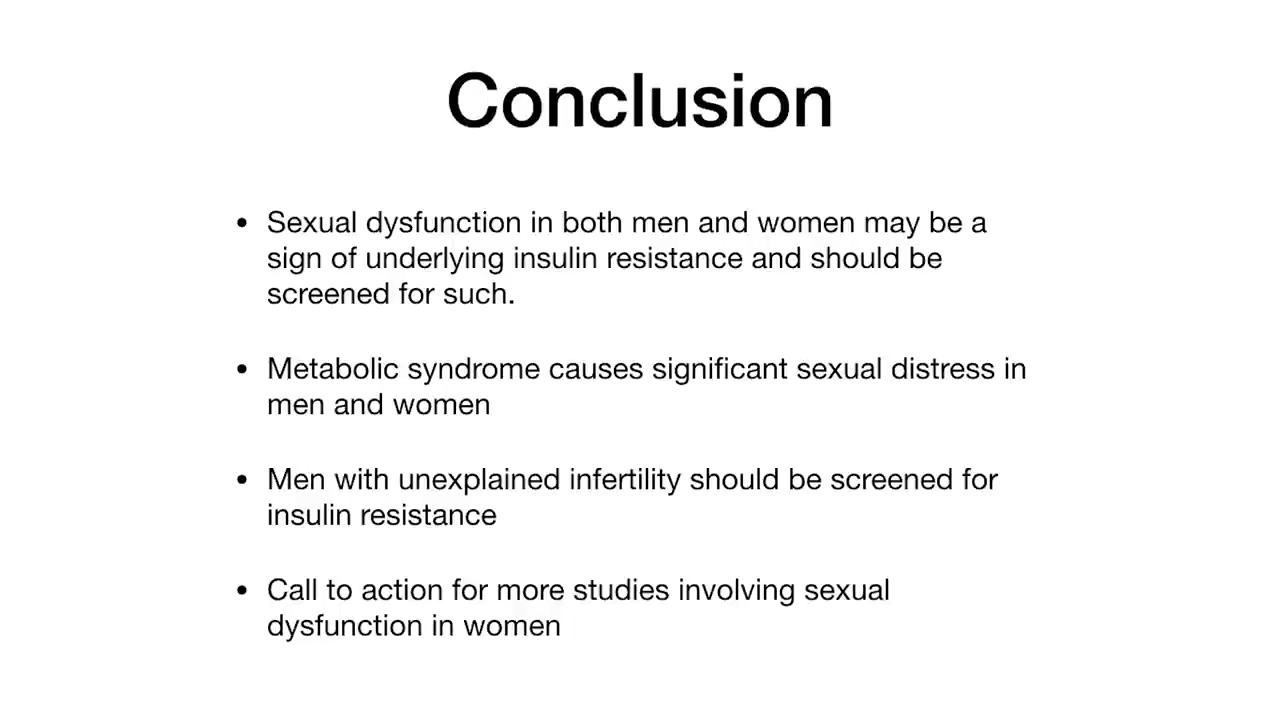 Conclusion
• Sexual dysfunction in both men and women may be a
sign of underlying insulin resistance and should be
screened for such.
• Metabolic syndrome causes significant sexual distress in
men and women
• Men with unexplained infertility should be screened for
insulin resistance
• Call to action for more studies involving sexual
dysfunction in women